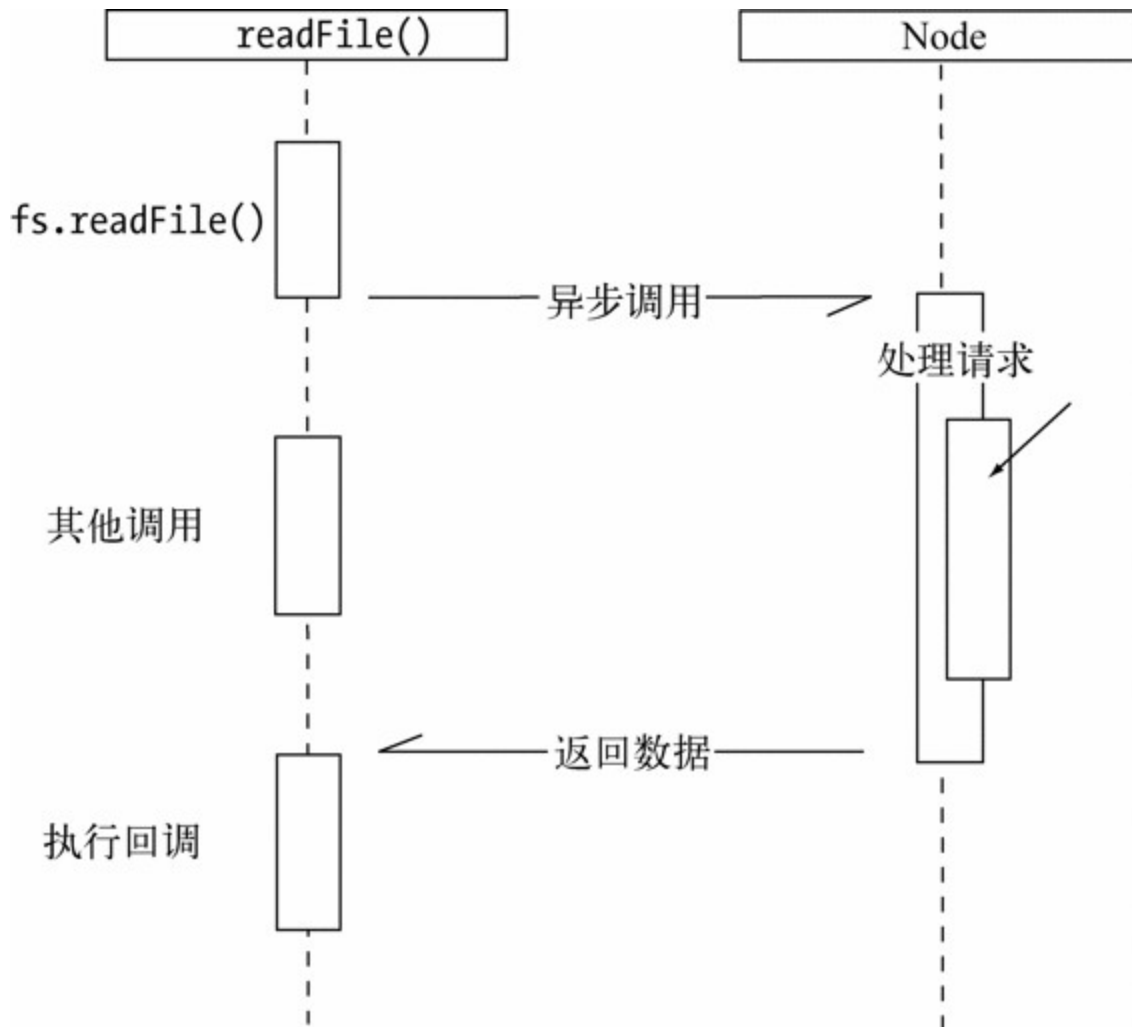 readFile()
Node
fs.readFile()
异步调用
处理请求
其他调用
返回数据
执行回调